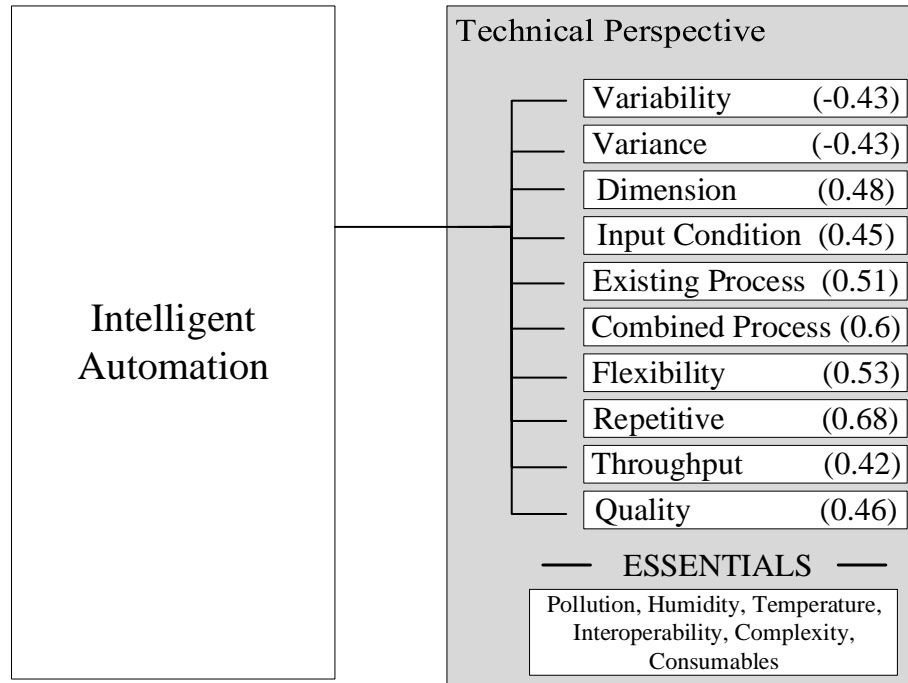 Intelligent
Automation
Technical Perspective
Variability (-0.43)
Variance (-0.43)
Dimension (0.48)
Input Condition (0.45)
Existing Process (0.51)
Combined Process (0.6)
Flexibility (0.53)
Repetitive (0.68)
Throughput (0.42)
Quality (0.46)
ESSENTIALS
Pollution, Humidity, Temperature,
Interoperability, Complexity,
Consumables